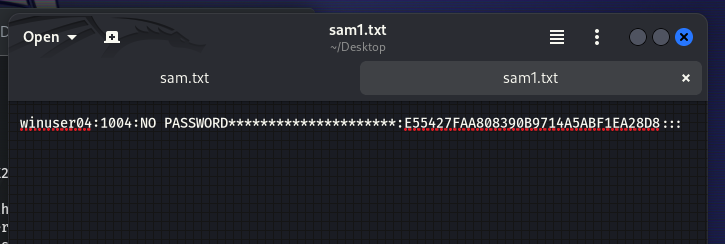 Open
sam1.txt
~/Desktop
sam.txt
sam1.txt
winuser04:1004:NO PASSWORD*********************:E55427FAA808390B9714A5ABF1EA28D8:::